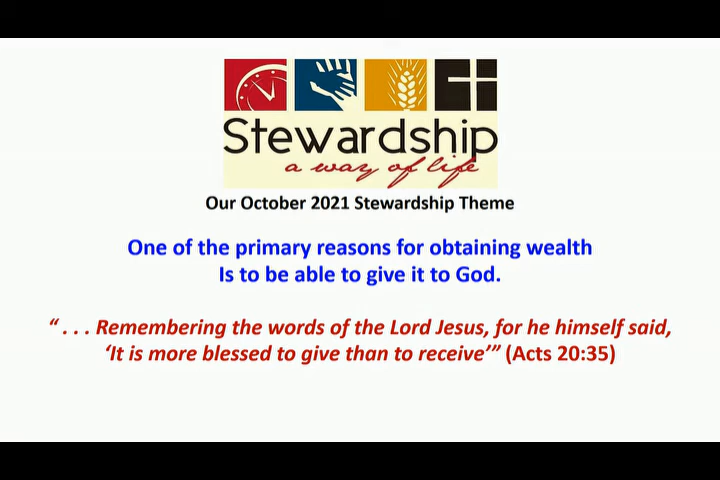 Stewardship
a way of life
Our October 2021 Stewardship Theme
One of the primary reasons for obtaining wealth
Is to be able to give it to God.
“ . . . Remembering the words of the Lord Jesus, for he himself said,
‘It is more blessed to give than to receive’” (Acts 20:35)